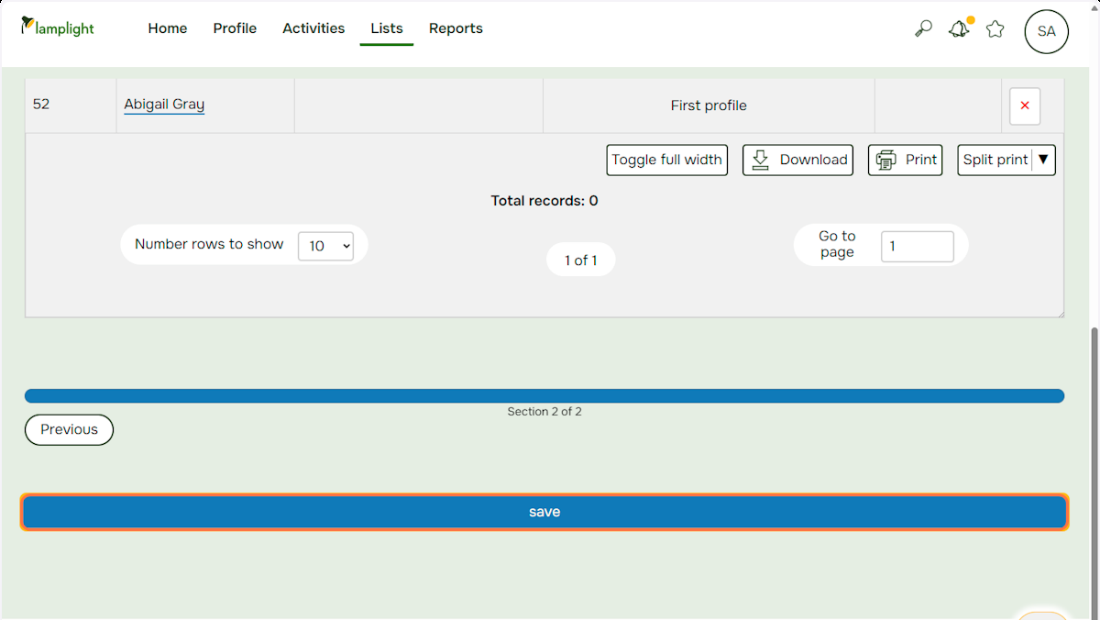 lamplight
Home Profile Activities Lists Reports
SA
52 Abigail Gray First profile
Toggle full width Download Print Split print ▼
Total records: 0
Number rows to show 10
1 of 1
Go to
page 1
Section 2 of 2
Previous
save